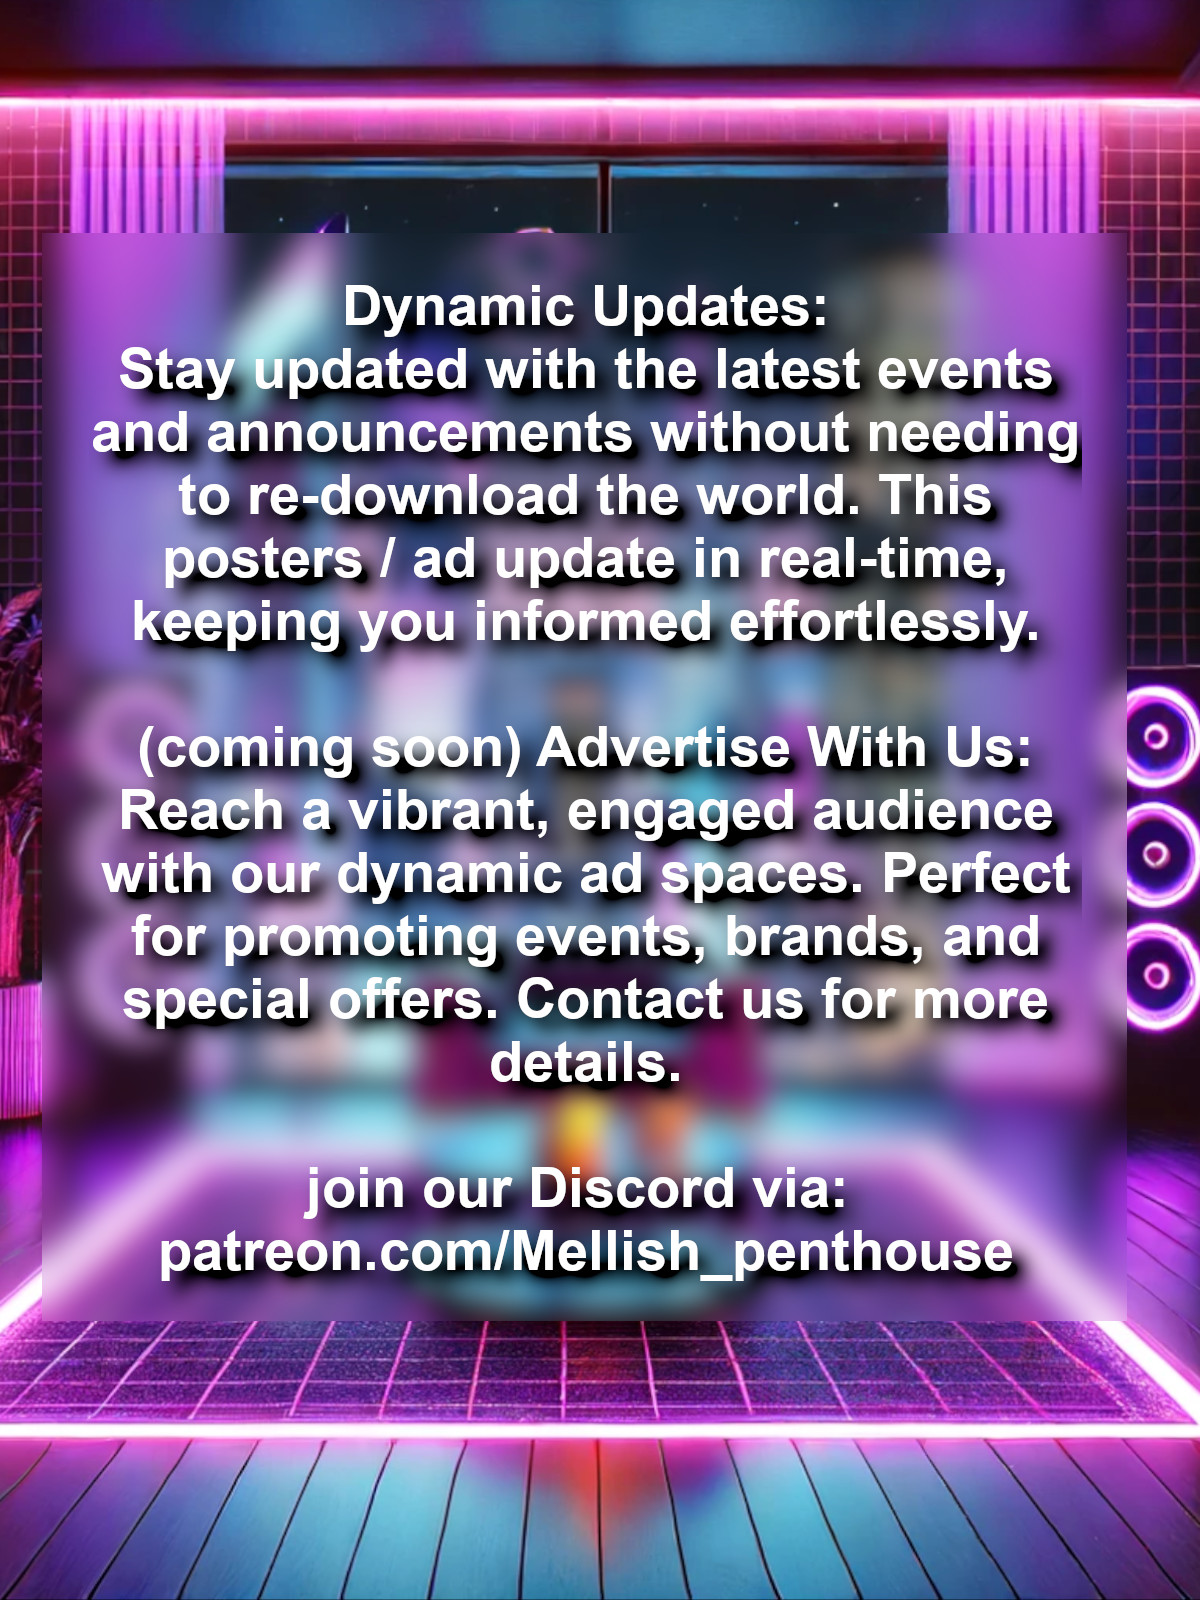 Dynamic Updates:
Stay updated with the latest events
and announcements without needing
to re-download the world. This
posters / ad update in real-time,
keeping you informed effortlessly.
(coming soon) Advertise With Us:
Reach a vibrant, engaged audience
with our dynamic ad spaces. Perfect
for promoting events, brands, and
special offers. Contact us for more
details.
join our Discord via:
patreon.com/Mellish_penthouse